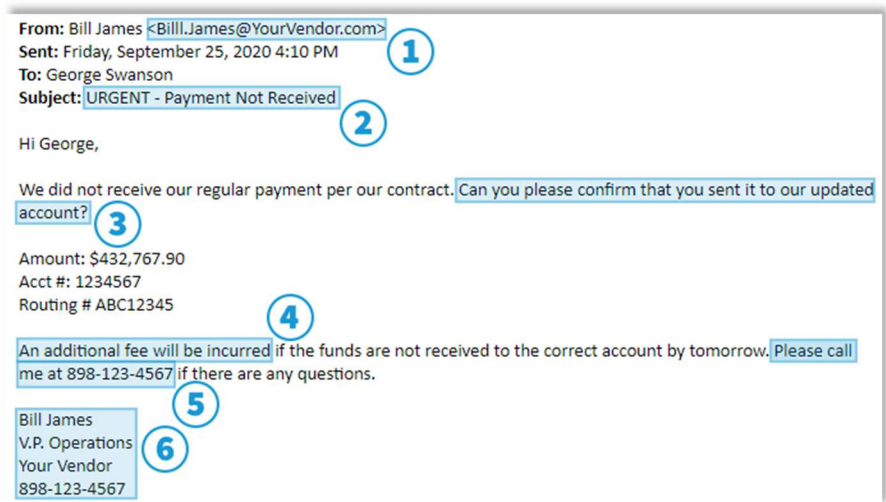 From: Bill James <Billl.James@YourVendor.com>
1
Sent: Friday, September 25, 2020 4:10 PM
To: George Swanson
Subject: URGENT - Payment Not Received
2
Hi George,
We did not receive our regular payment per our contract. Can you please confirm that you sent it to our updated
account?
3
Amount: $432,767.90
Acct #: 1234567
Routing # ABC12345
4
An additional fee will be incurred if the funds are not received to the correct account by tomorrow. Please call
me at 898-123-4567 if there are any questions.
5
Bill James
V.P. Operations
6
Your Vendor
898-123-4567